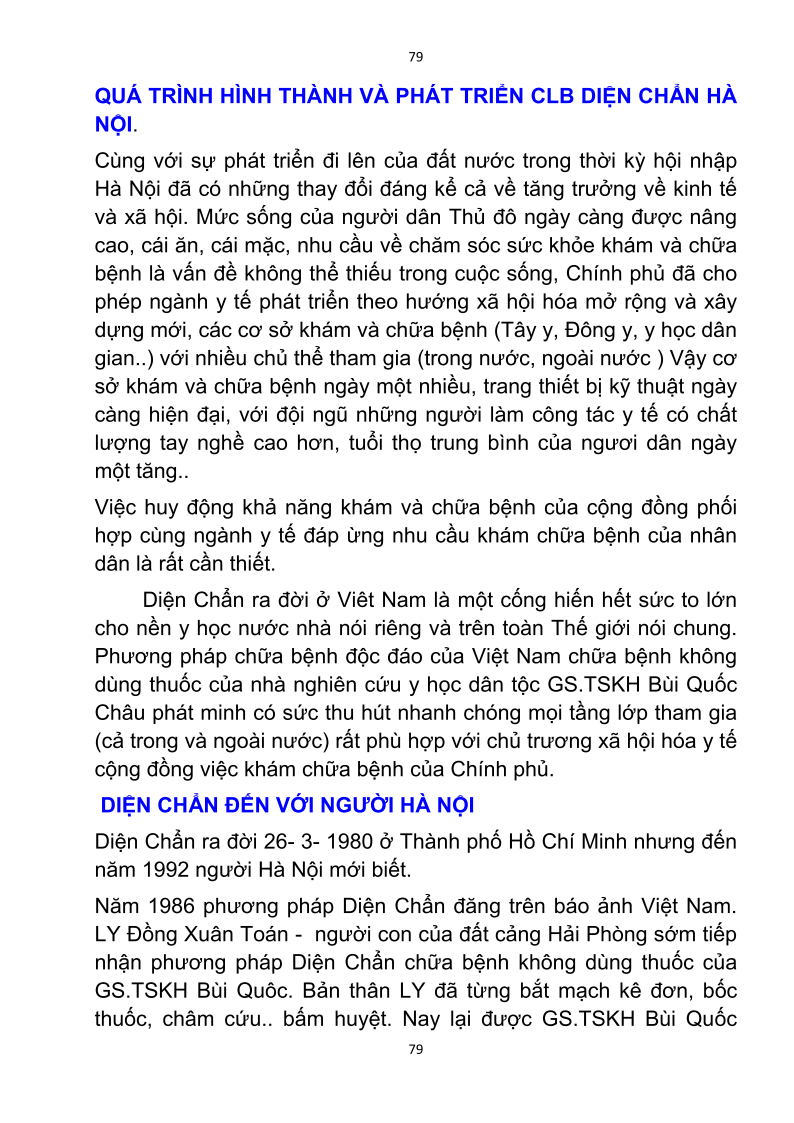 79
QUÁ TRÌNH HÌNH THÀNH VÀ PHÁT TRIỂN CLB DIỆN CHẨN HÀ
NỘI.
Cùng với sự phát triển đi lên của đất nước trong thời kỳ hội nhập
Hà Nội đã có những thay đổi đáng kể cả về tăng trưởng về kinh tế
và xã hội. Mức sống của người dân Thủ đô ngày càng được nâng
cao, cái ăn, cái mặc, nhu cầu về chăm sóc sức khỏe khám và chữa
bệnh là vấn đề không thể thiếu trong cuộc sống, Chính phủ đã cho
phép ngành y tế phát triển theo hướng xã hội hóa mở rộng và xây
dựng mới, các cơ sở khám và chữa bệnh (Tây y, Đông y, y học dân
gian..) với nhiều chủ thể tham gia (trong nước, ngoài nước ) Vậy cơ
sở khám và chữa bệnh ngày một nhiều, trang thiết bị kỹ thuật ngày
càng hiện đại, với đội ngũ những người làm công tác y tế có chất
lượng tay nghề cao hơn, tuổi thọ trung bình của ngươi dân ngày
một tăng..
Việc huy động khả năng khám và chữa bệnh của cộng đồng phối
hợp cùng ngành y tế đáp ừng nhu cầu khám chữa bệnh của nhân
dân là rất cần thiết.
Diện Chẩn ra đời ở Viêt Nam là một cống hiến hết sức to lớn
cho nền y học nước nhà nói riêng và trên toàn Thế giới nói chung.
Phương pháp chữa bệnh độc đáo của Việt Nam chữa bệnh không
dùng thuốc của nhà nghiên cứu y học dân tộc GS.TSKH Bùi Quốc
Châu phát minh có sức thu hút nhanh chóng mọi tầng lớp tham gia
(cả trong và ngoài nước) rất phù hợp với chủ trương xã hội hóa y tế
cộng đồng việc khám chữa bệnh của Chính phủ.
DIỆN CHẨN ĐẾN VỚI NGƯỜI HÀ NỘI
Diện Chẩn ra đời 26- 3- 1980 ở Thành phố Hồ Chí Minh nhưng đến
năm 1992 người Hà Nội mới biết.
Năm 1986 phương pháp Diện Chẩn đăng trên báo ảnh Việt Nam.
LY Đồng Xuân Toán - người con của đất cảng Hải Phòng sớm tiếp
nhận phương pháp Diện Chẩn chữa bệnh không dùng thuốc của
GS.TSKH Bùi Quôc. Bản thân LY đã từng bắt mạch kê đơn, bốc
thuốc, châm cứu.. bấm huyệt. Nay lại được GS.TSKH Bùi Quốc
79